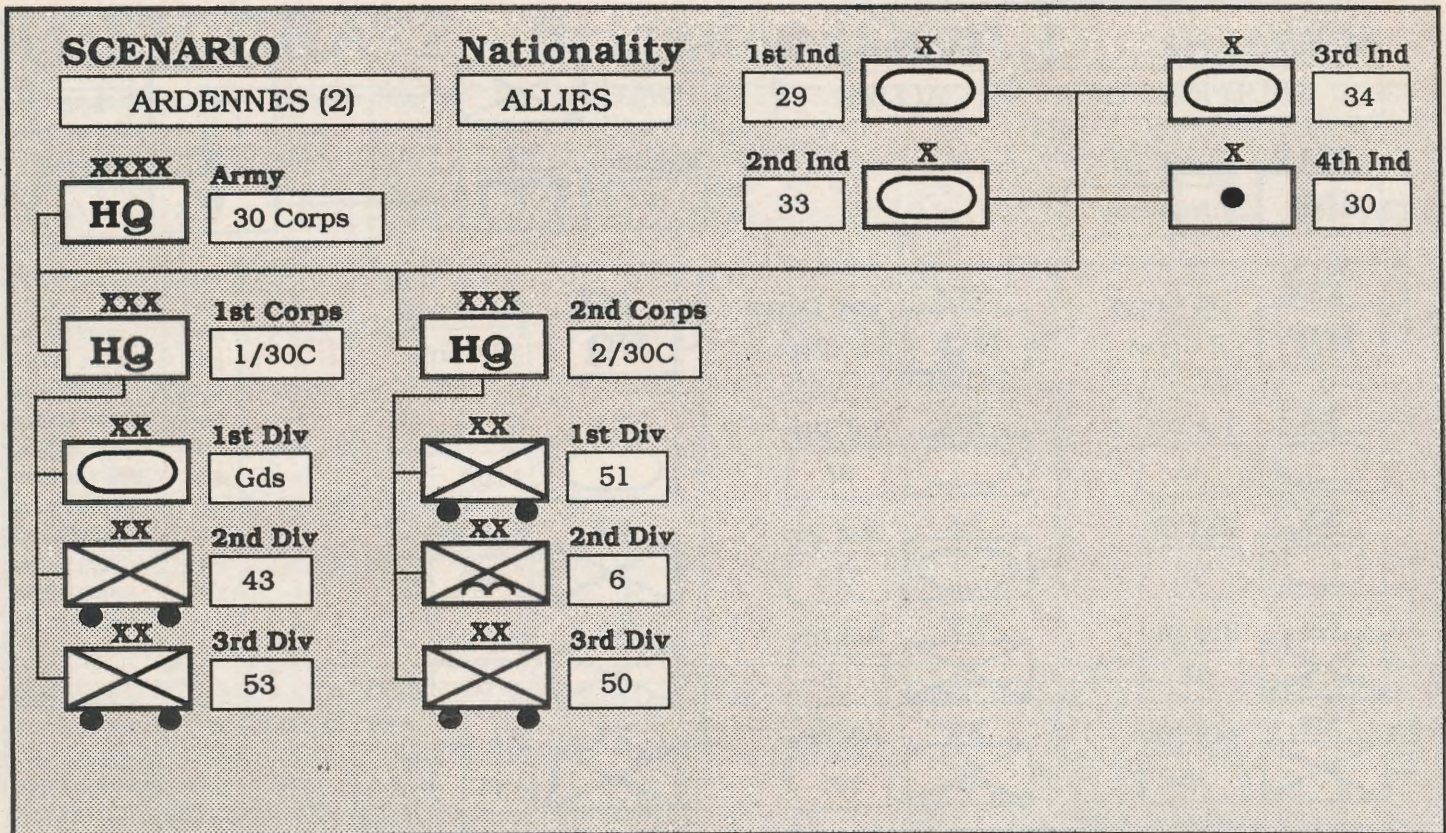 SCENARIO
ARDENNES (2)
Nationality
ALLIES
1st Ind
29
X
X
3rd Ind
34
2nd Ind
33
X
X
4th Ind
30
XXXX
HQ
Army
30 Corps
XXX
HQ
1st Corps
1/30C
XXX
HQ
2nd Corps
2/30C
XX
1st Div
Gds
XX
2nd Div
43
XX
3rd Div
53
XX
1st Div
51
XX
2nd Div
6
XX
3rd Div
50